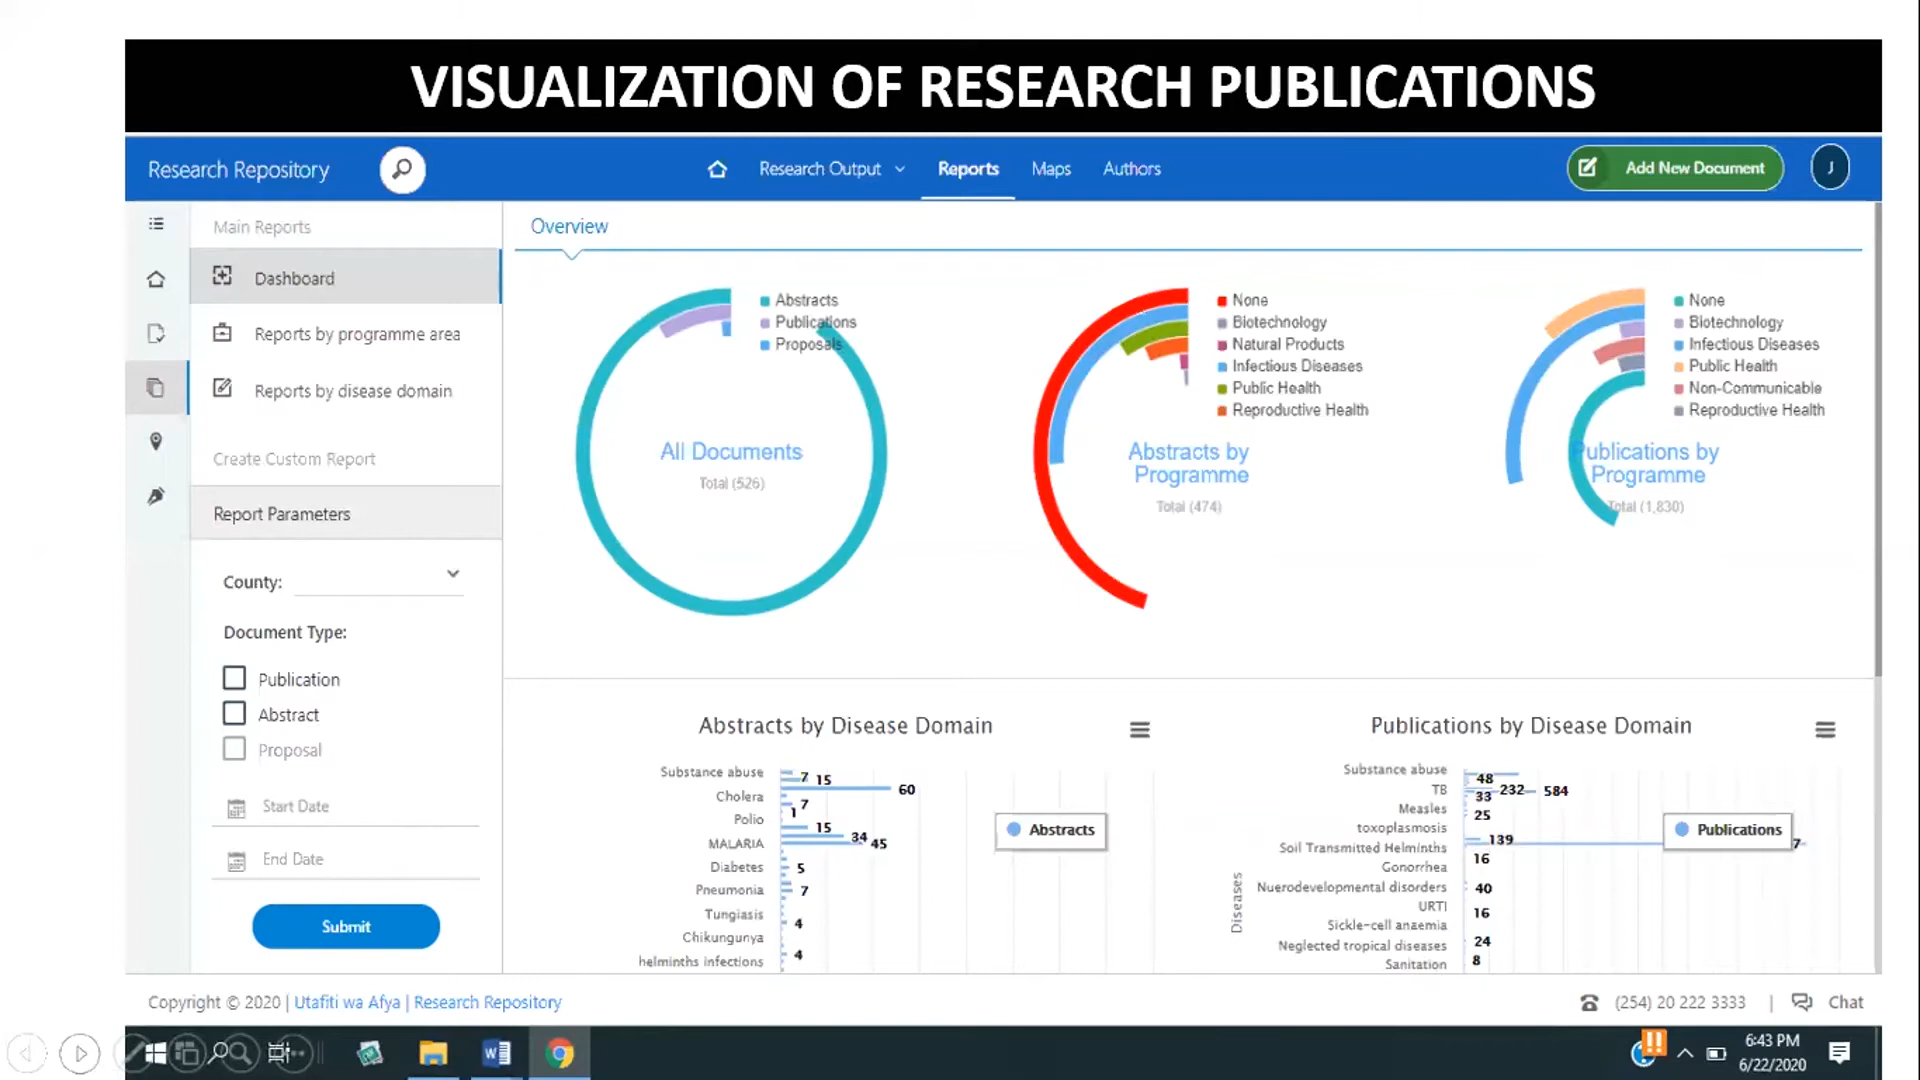 VISUALIZATION OF RESEARCH PUBLICATIONS
Research Repository
Research Output
Reports
Maps
Authors
Add New Document
J
Main Reports
Dashboard
Reports by programme area
Reports by disease domain
Create Custom Report
Report Parameters
County:
Document Type:
Publication
Abstract
Proposal
Start Date
End Date
Submit
Overview
Abstracts
Publications
Proposals
All Documents
Total (526)
None
Biotechnology
Natural Products
Infectious Diseases
Public Health
Reproductive Health
Abstracts by
Programme
Total (474)
None
Biotechnology
Infectious Diseases
Public Health
Non-Communicable
Reproductive Health
Publications by
Programme
Total (1,830)
Abstracts by Disease Domain
Substance abuse
Cholera
Polio
MALARIA
Diabetes
Pneumonia
Tungiasis
Chikungunya
helminths infections
7 15
60
7
1
15
34
45
5
7
4
4
Abstracts
Publications by Disease Domain
Diseases
Substance abuse
TB
Measles
toxoplasmosis
Soil Transmitted Helminths
Gonorrhea
Nuerodevelopmental disorders
URTI
Sickle-cell anaemia
Neglected tropical diseases
Sanitation
48
232 584
33
25
139
7
16
40
16
24
8
Publications
Copyright © 2020 | Utafiti wa Afya | Research Repository
(254) 20 222 3333 | Chat
6:43 PM
6/22/2020